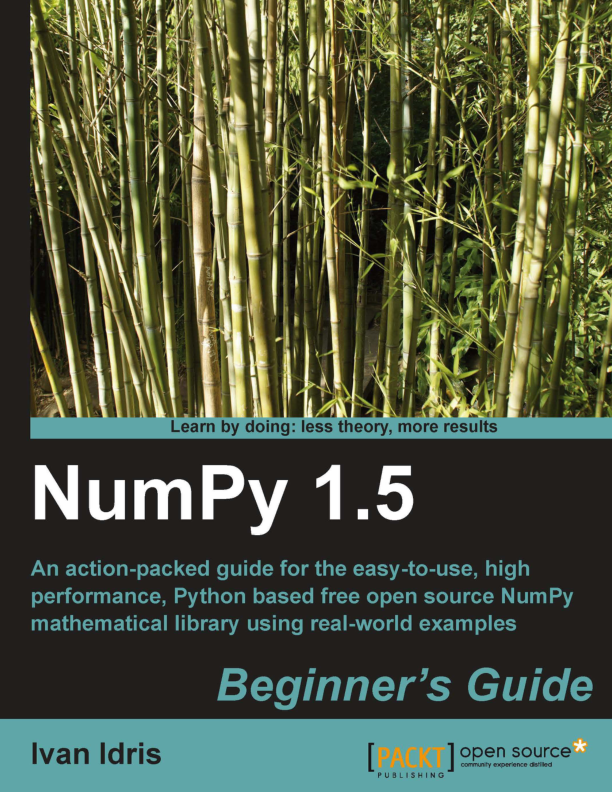 Learn by doing: less theory, more results
NumPy 1.5
An action-packed guide for the easy-to-use, high
performance, Python based free open source NumPy
mathematical library using real-world examples
Beginner's Guide
Ivan Idris
[PACKT]
PUBLISHING
open source*
community experience distilled